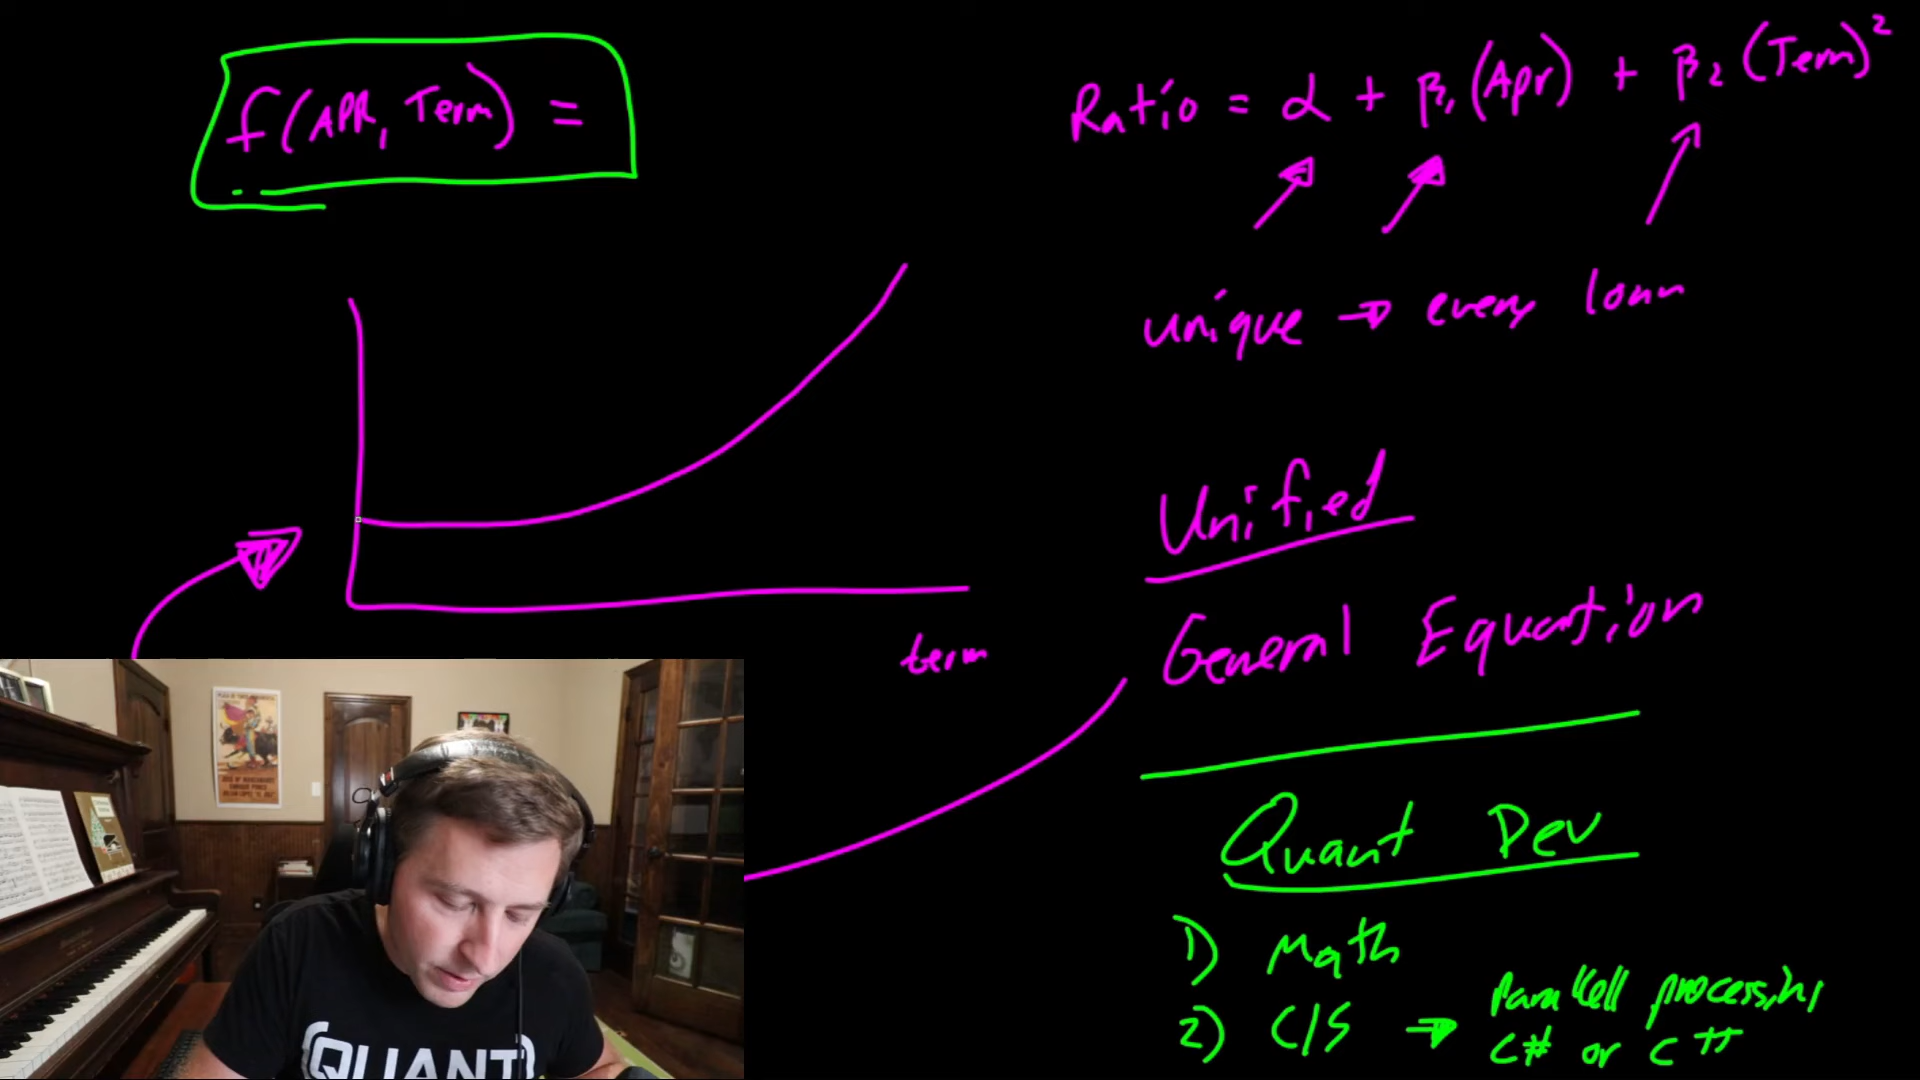 f(APR, Term) =
Ratio = α + β₁(Apr) + β₂(Term)²
unique → every loan
Unified
General Equation
term
Quant Dev
1) Math
2) C/S → Parallell processing
C# or C++
(QUANT)